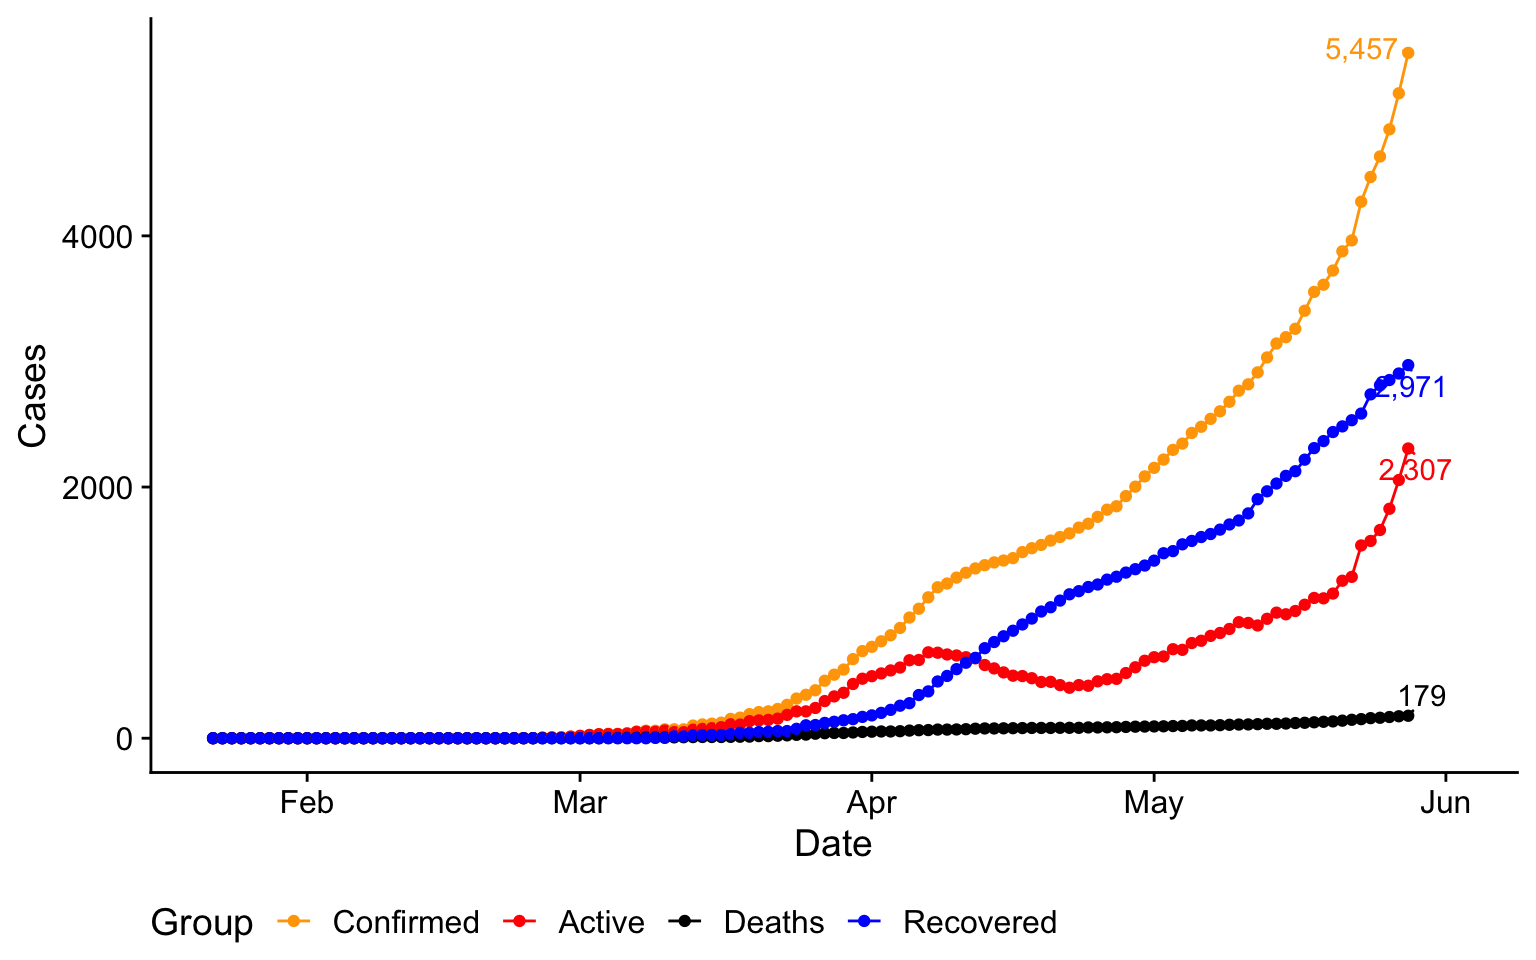 5,457
4000
2,971
2000
2,307
179
0
Feb Mar Apr May Jun
Cases
Date
Group Confirmed Active Deaths Recovered